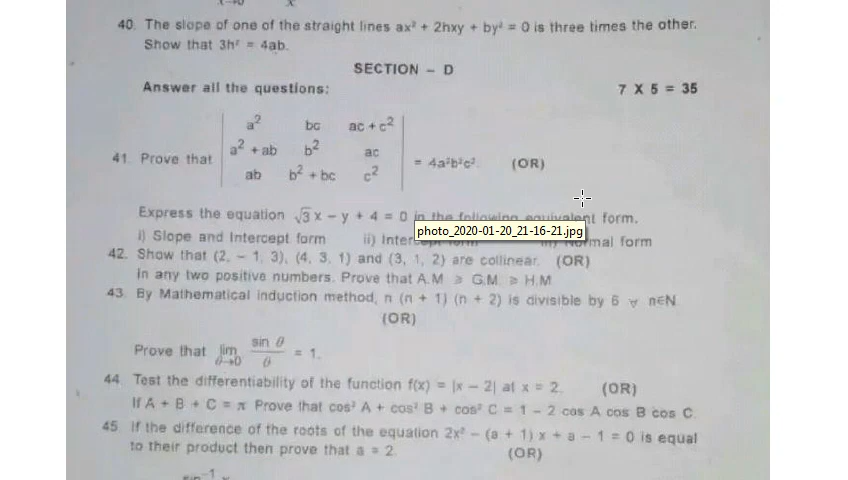 40. The slope of one of the straight lines ax² + 2hxy + by² = 0 is three times the other.
Show that 3h² = 4ab.
SECTION – D
Answer all the questions:
7 X 5 = 35
a² bc ac + c²
41. Prove that a² + ab b² ac = 4a²b²c². (OR)
ab b² + bc c²
Express the equation √3 x – y + 4 = 0 in the following equivalent form.
photo_2020-01-20_21-16-21.jpg
i) Slope and Intercept form ii) Intercept form iii) Normal form
42. Show that (2, – 1, 3), (4, 3, 1) and (3, 1, 2) are collinear. (OR)
In any two positive numbers. Prove that A.M ≥ G.M. ≥ H.M
43. By Mathematical induction method, n (n + 1) (n + 2) is divisible by 6 ∀ n∈N.
(OR)
Prove that lim θ→0 sin θ / θ = 1.
44. Test the differentiability of the function f(x) = |x – 2| at x = 2. (OR)
If A + B + C = π Prove that cos² A + cos² B + cos² C = 1 – 2 cos A cos B cos C.
45. If the difference of the roots of the equation 2x² – (a + 1) x + a – 1 = 0 is equal
to their product then prove that a = 2. (OR)